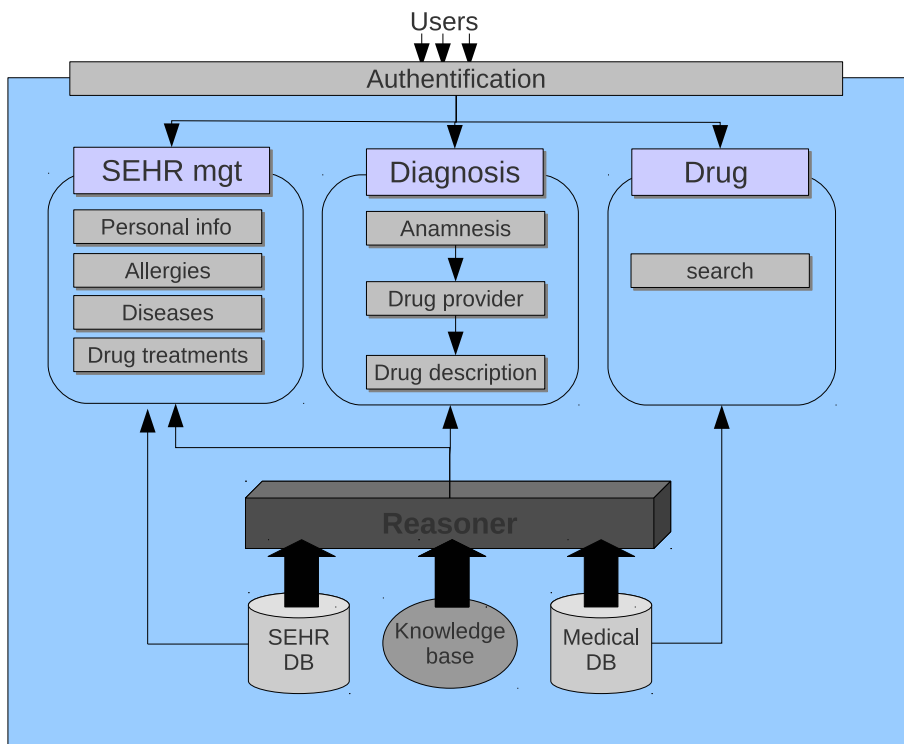 Users
Authentification
SEHR mgt
Personal info
Allergies
Diseases
Drug treatments
Diagnosis
Anamnesis
Drug provider
Drug description
Drug
search
Reasoner
SEHR
DB
Knowledge
base
Medical
DB